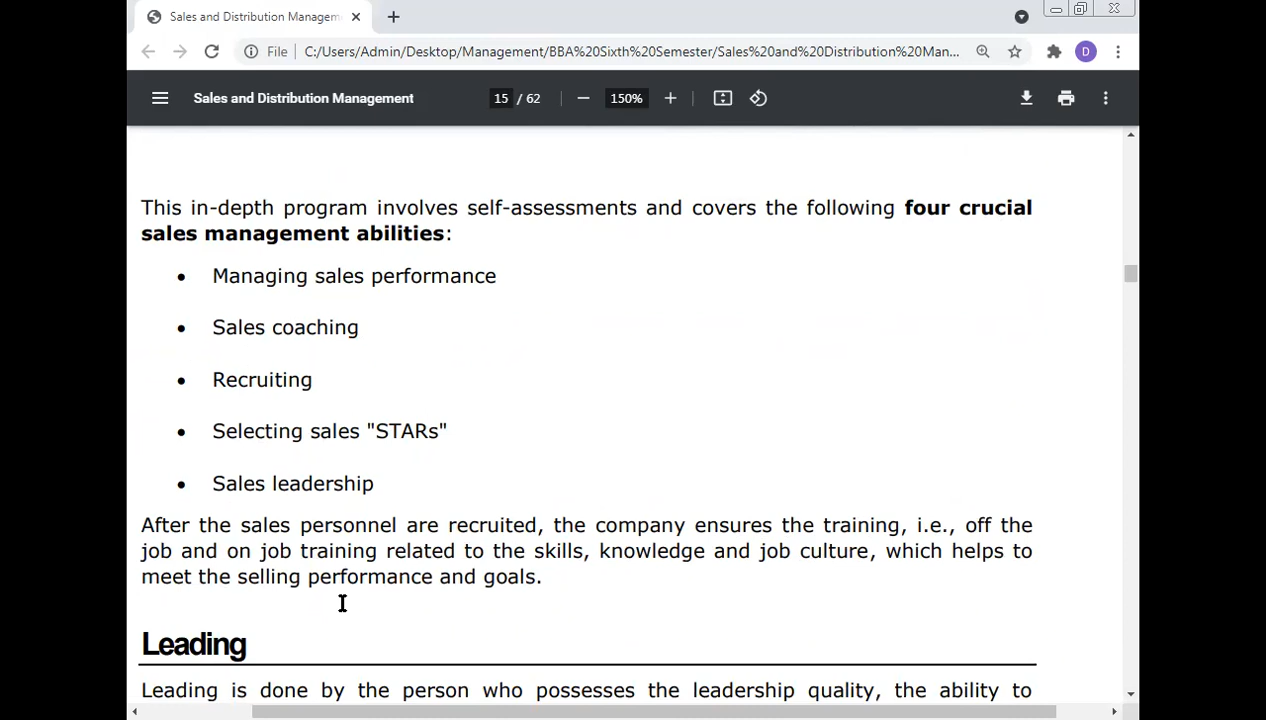 Sales and Distribution Managem
File C:/Users/Admin/Desktop/Management/BBA%20Sixth%20Semester/Sales%20and%20Distribution%20Man... D
Sales and Distribution Management 15 / 62 150%
This in-depth program involves self-assessments and covers the following four crucial
sales management abilities:
• Managing sales performance
• Sales coaching
• Recruiting
• Selecting sales "STARs"
• Sales leadership
After the sales personnel are recruited, the company ensures the training, i.e., off the
job and on job training related to the skills, knowledge and job culture, which helps to
meet the selling performance and goals.
Leading
Leading is done by the person who possesses the leadership quality, the ability to